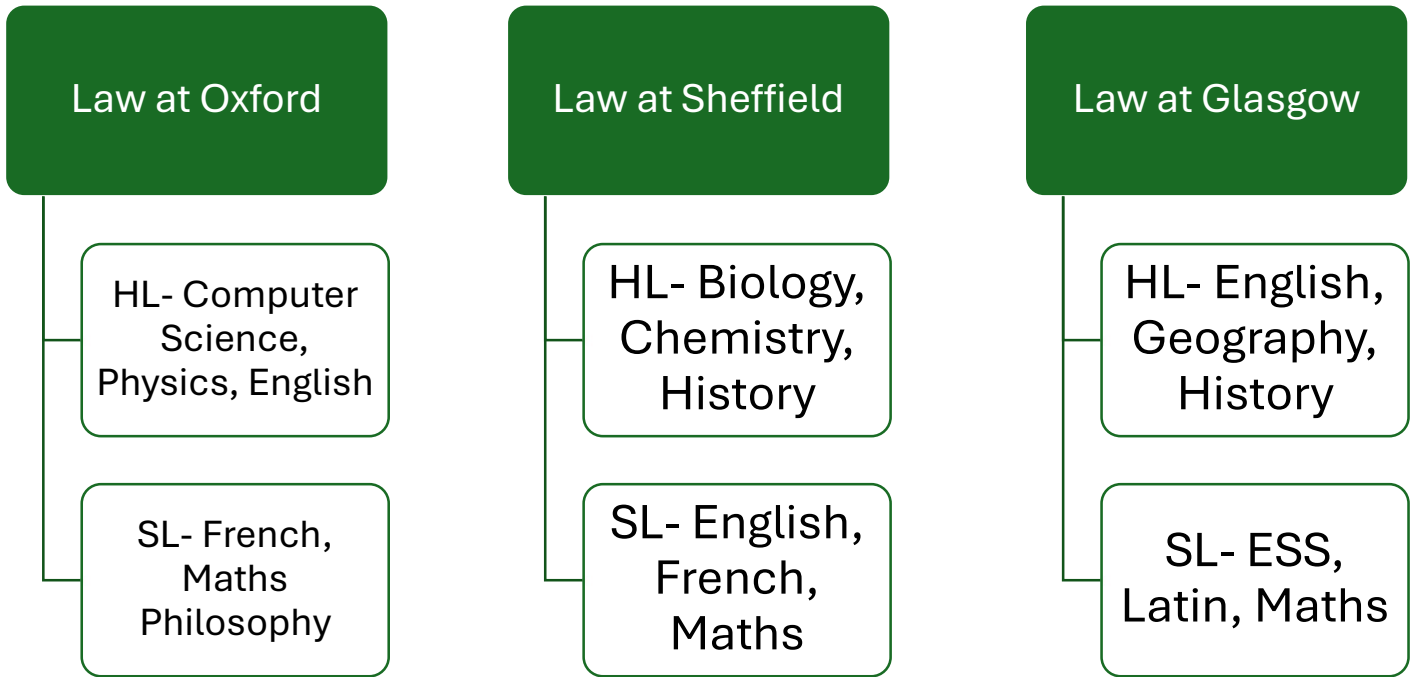 Law at Oxford
HL- Computer
Science,
Physics, English
SL- French,
Maths
Philosophy
Law at Sheffield
HL- Biology,
Chemistry,
History
SL- English,
French,
Maths
Law at Glasgow
HL- English,
Geography,
History
SL- ESS,
Latin, Maths